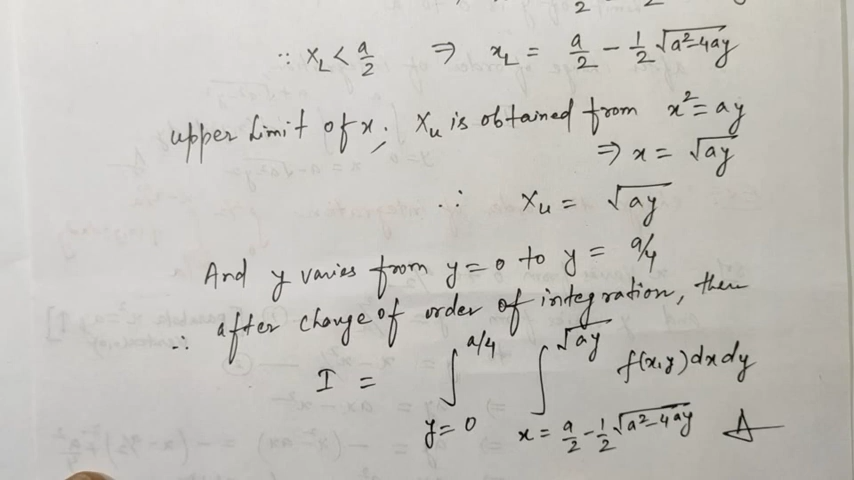 ∵ x_L < a/2 ⇒ x_L = a/2 - 1/2 √(a²-4ay)
upper Limit of x; x_u is obtained from x² = ay
⇒ x = √(ay)
∴ x_u = √(ay)
And y varies from y=0 to y = a/4
∴ after change of order of integration, then
I = ∫_{y=0}^{a/4} ∫_{x = a/2 - 1/2 √(a²-4ay)}^{√(ay)} f(x,y) dx dy